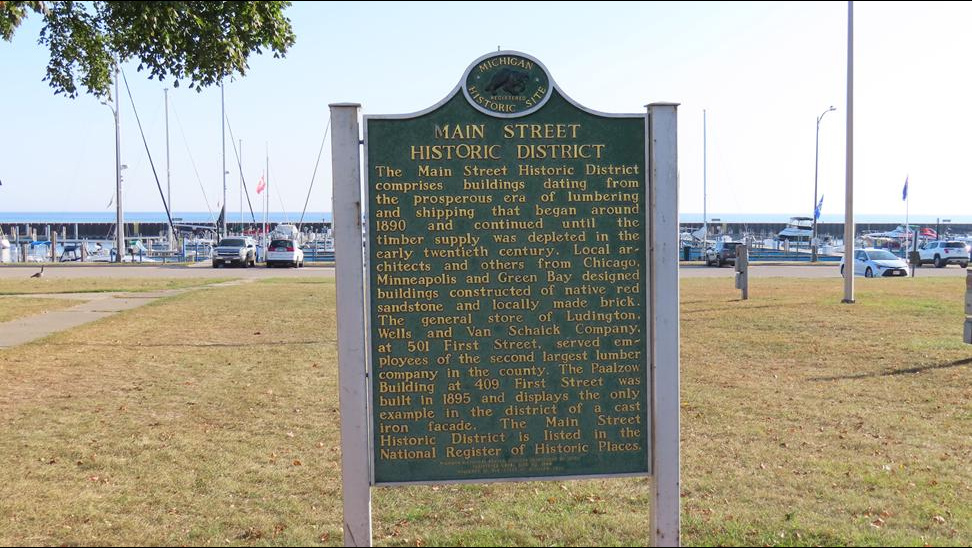 MICHIGAN
REGISTERED
HISTORIC SITE
MAIN STREET
HISTORIC DISTRICT
The Main Street Historic District
comprises buildings dating from
the prosperous era of lumbering
and shipping that began around
1890 and continued until the
timber supply was depleted in the
early twentieth century. Local ar-
chitects and others from Chicago,
Minneapolis and Green Bay designed
buildings constructed of native red
sandstone and locally made brick.
The general store of Ludington,
Wells and Van Schaick Company,
at 501 First Street, served em-
ployees of the second largest lumber
company in the county. The Paalzow
Building at 409 First Street was
built in 1895 and displays the only
example in the district of a cast
iron facade. The Main Street
Historic District is listed in the
National Register of Historic Places.